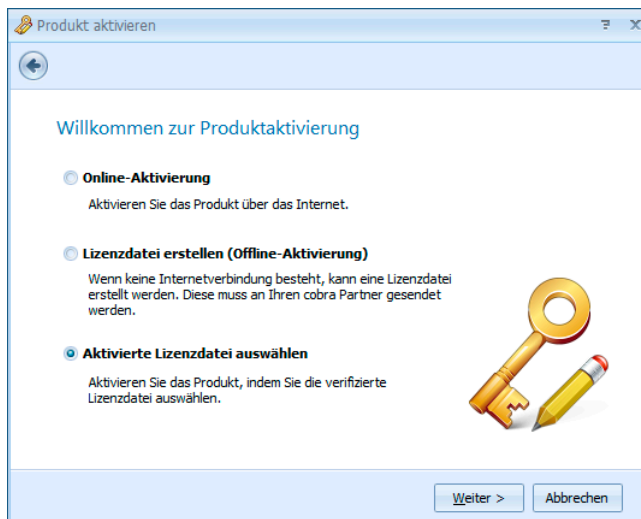 Produkt aktivieren
Willkommen zur Produktaktivierung
Online-Aktivierung
Aktivieren Sie das Produkt über das Internet.
Lizenzdatei erstellen (Offline-Aktivierung)
Wenn keine Internetverbindung besteht, kann eine Lizenzdatei
erstellt werden. Diese muss an Ihren cobra Partner gesendet
werden.
Aktivierte Lizenzdatei auswählen
Aktivieren Sie das Produkt, indem Sie die verifizierte
Lizenzdatei auswählen.
Weiter > Abbrechen